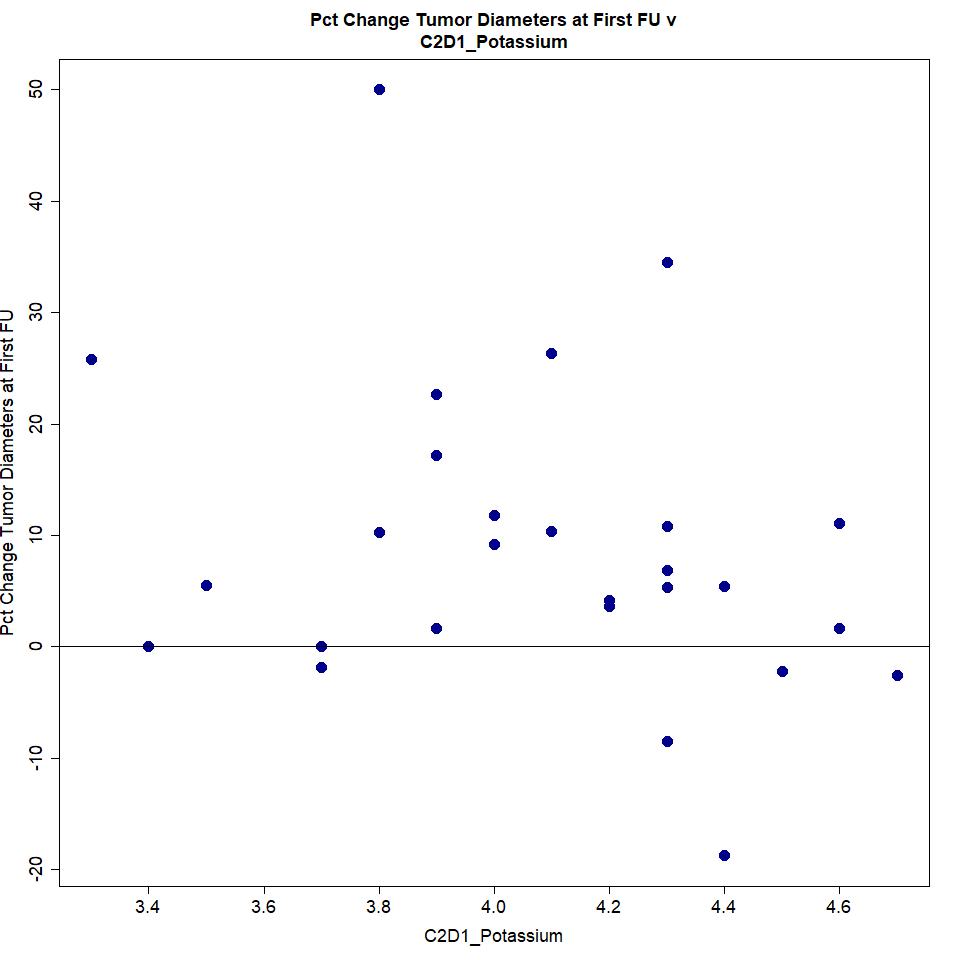 Pct Change Tumor Diameters at First FU v
C2D1_Potassium
Pct Change Tumor Diameters at First FU
50
40
30
20
10
0
-10
-20
3.4 3.6 3.8 4.0 4.2 4.4 4.6
C2D1_Potassium